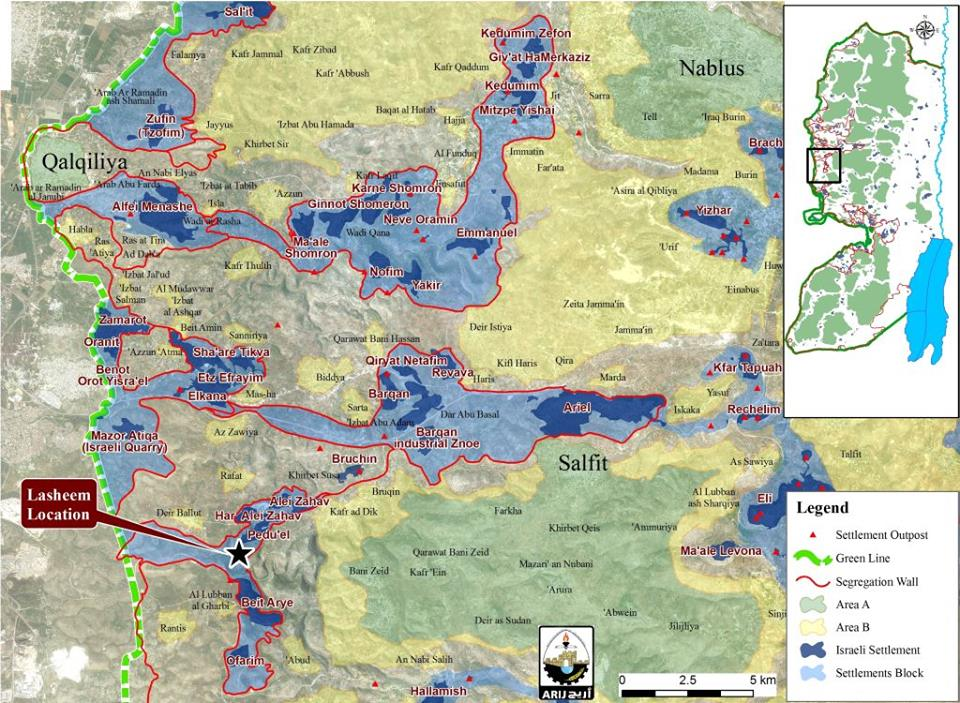 Sal'it
Kedumim Zefon
Falamya
Kafr Jammal
Kafr Zibad
Giv'at HaMerkaziz
Kafr Qaddum
Kafr 'Abbush
Nablus
'Arab Ar Ramadin
ash Shamali
Kedumim
Jit
Sarra
Mitzpe Yishai
Baqat al Hatab
Zufin
(Tzofim)
Jayyus
'Izbat Abu Hamada
Hajja
Tell
'Iraq Burin
Khirbet Sir
Brach
Qalqiliya
Al Funduq
Immatin
An Nabi Elyas
Far'ata
Madama
Burin
Kafr Laqif
'Arab ar Ramadin
al Janubi
'Arab Abu Farda
'Izbat at Tabib
'Azzun
Karne Shomron
'Asira al Qibliya
Alfei Menashe
'Isla
Ginnot Shomeron
Yizhar
Wadi ar Rasha
Neve Oramin
Habla
Wadi Qana
Emmanuel
Ras
'Atiya
Ras at Tira
Ad Dab'a
Ma'ale
Shomron
'Urif
Kafr Thulth
Nofim
Huw
'Izbat Jal'ud
Yakir
'Einabus
'Izbat
Salman
Al Mudawwar
'Izbat
al Ashqar
Zeita Jamma'in
Zamarot
Beit Amin
Deir Istiya
Jamma'in
Sanniriya
Qarawat Bani Hassan
Za'tara
Oranit
'Azzun 'Atma
Sha'are Tikva
Qiryat Netafim
Kifl Haris
Qira
Kfar Tapuah
Benot
Orot Yisra'el
Etz Efrayim
Biddya
Revava
Haris
Marda
Elkana
Mas-ha
Barqan
Yasuf
Sarta
Dar Abu Basal
Ariel
Iskaka
Rechelim
'Izbat Abu Adam
Mazor Atiqa
(Israeli Quarry)
Az Zawiya
Barqan
industrial Znoe
Bruchin
Salfit
As Sawiya
Talfit
Rafat
Khirbet Susa
Lasheem
Location
Bruqin
Al Lubban
ash Sharqiya
Eli
Alei Zahav
Har Alei Zahav
Deir Ballut
Kafr ad Dik
Farkha
Khirbet Qeis
'Ammuriya
Pedu'el
Qarawat Bani Zeid
Ma'ale Levona
Bani Zeid
Kafr 'Ein
Mazari' an Nubani
'Arura
Al Lubban
al Gharbi
Beit Arye
'Abwein
Sinji
Rantis
Deir as Sudan
Jilijliya
Ofarim
'Abud
An Nabi Salih
Hallamish
ARIJ أريج
0 2.5 5 km
N
Legend
Settlement Outpost
Green Line
Segregation Wall
Area A
Area B
Israeli Settlement
Settlements Block